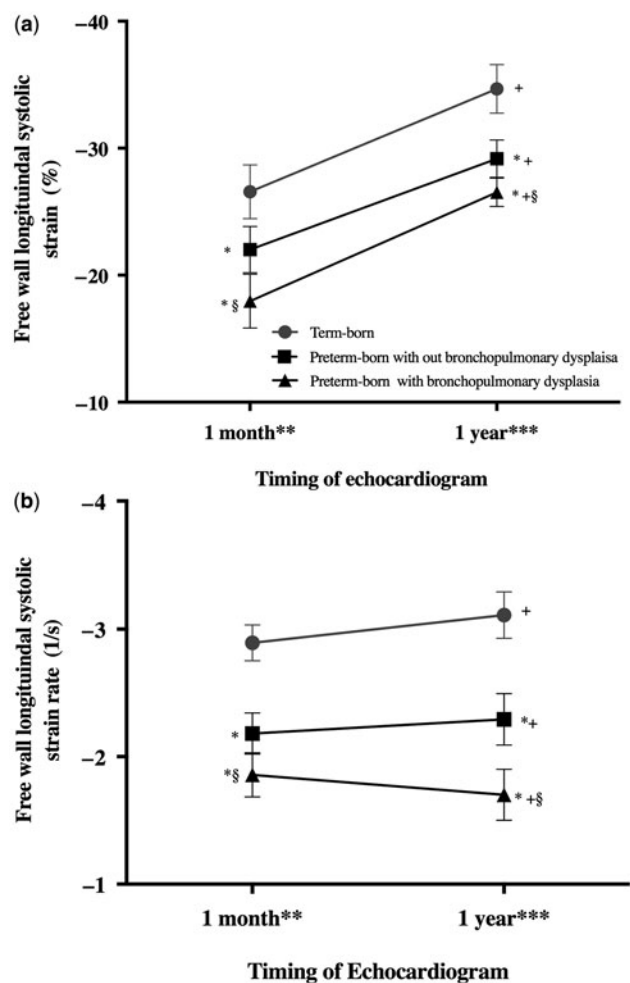 (a)
Free wall longituindal systolic
strain (%)
−40
−30
−20
−10
+
* +
* +§
*
* §
Term-born
Preterm-born with out bronchopulmonary dysplaisa
Preterm-born with bronchopulmonary dysplasia
1 month** 1 year***
Timing of echocardiogram
(b)
Free wall longituindal systolic
strain rate (1/s)
−4
−3
−2
−1
+
*+
* +§
*
*§
1 month** 1 year***
Timing of Echocardiogram